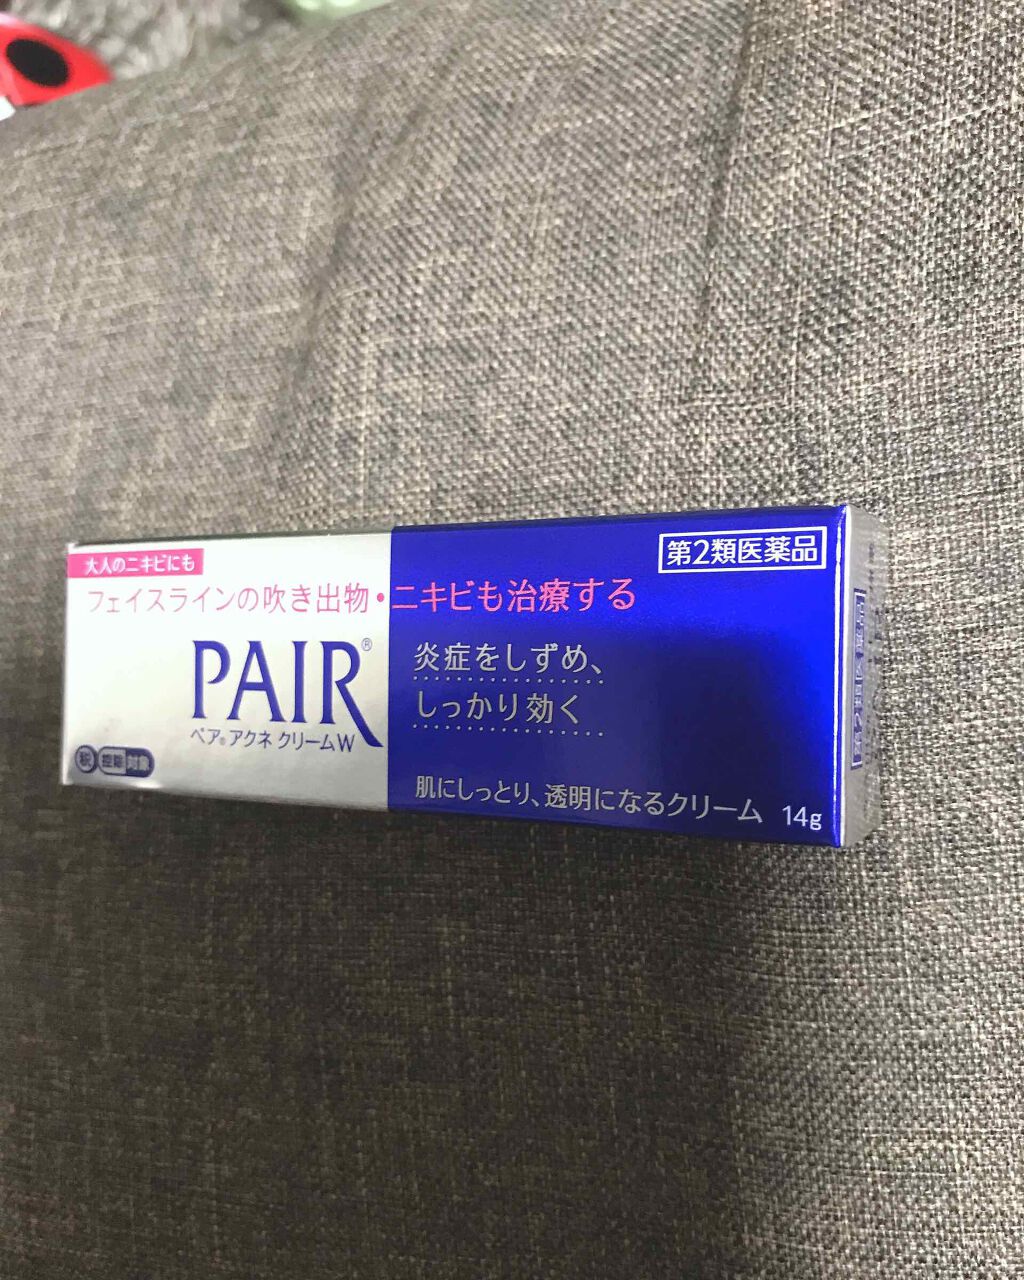 大人のニキビにも
第2類医薬品
フェイスラインの吹き出物・ニキビも治療する
PAIR®
ペア®アクネ クリームW
炎症をしずめ、
しっかり効く
税 控除対象
肌にしっとり、透明になるクリーム 14g